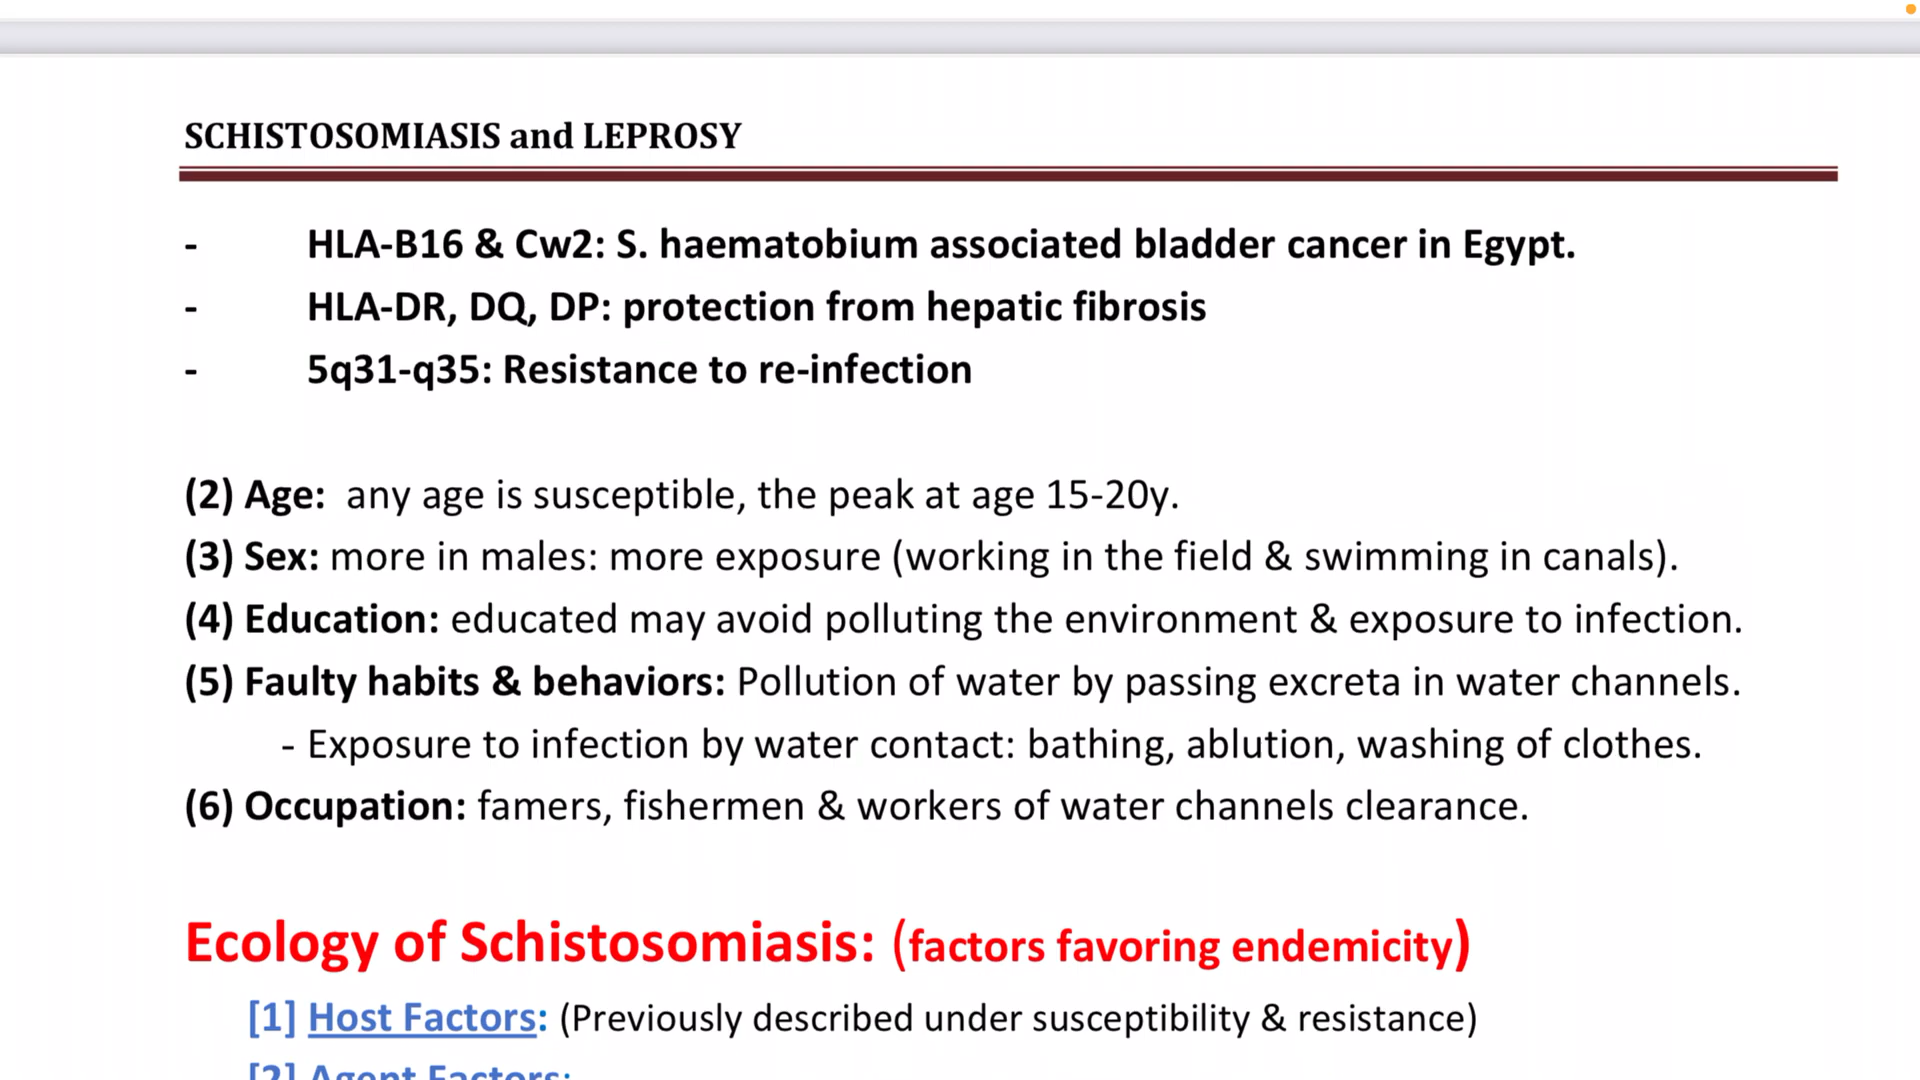 SCHISTOSOMIASIS and LEPROSY
- HLA-B16 & Cw2: S. haematobium associated bladder cancer in Egypt.
- HLA-DR, DQ, DP: protection from hepatic fibrosis
- 5q31-q35: Resistance to re-infection
(2) Age: any age is susceptible, the peak at age 15-20y.
(3) Sex: more in males: more exposure (working in the field & swimming in canals).
(4) Education: educated may avoid polluting the environment & exposure to infection.
(5) Faulty habits & behaviors: Pollution of water by passing excreta in water channels.
- Exposure to infection by water contact: bathing, ablution, washing of clothes.
(6) Occupation: famers, fishermen & workers of water channels clearance.
Ecology of Schistosomiasis: (factors favoring endemicity)
[1] Host Factors: (Previously described under susceptibility & resistance)
[2] Agent Factors: